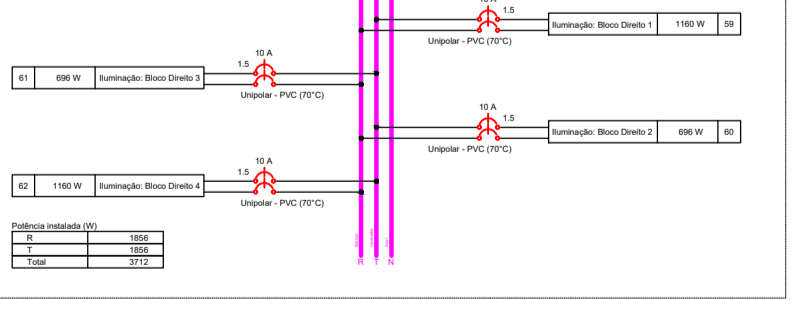 10 A
1.5
Iluminação: Bloco Direito 1 1160 W 59
Unipolar - PVC (70°C)
10 A
1.5
61 696 W Iluminação: Bloco Direito 3
Unipolar - PVC (70°C)
10 A
1.5
Iluminação: Bloco Direito 2 696 W 60
Unipolar - PVC (70°C)
10 A
1.5
62 1160 W Iluminação: Bloco Direito 4
Unipolar - PVC (70°C)
Potência instalada (W)
R 1856
T 1856
Total 3712
R T N